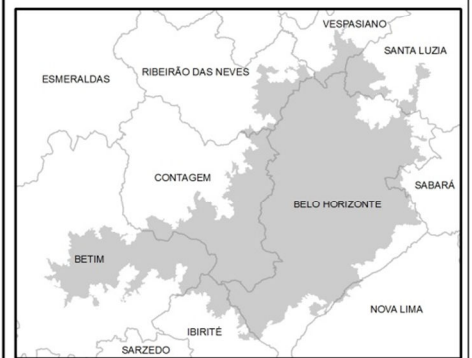 VESPASIANO
SANTA LUZIA
RIBEIRÃO DAS NEVES
ESMERALDAS
CONTAGEM
SABARÁ
BELO HORIZONTE
BETIM
NOVA LIMA
IBIRITÉ
SARZEDO